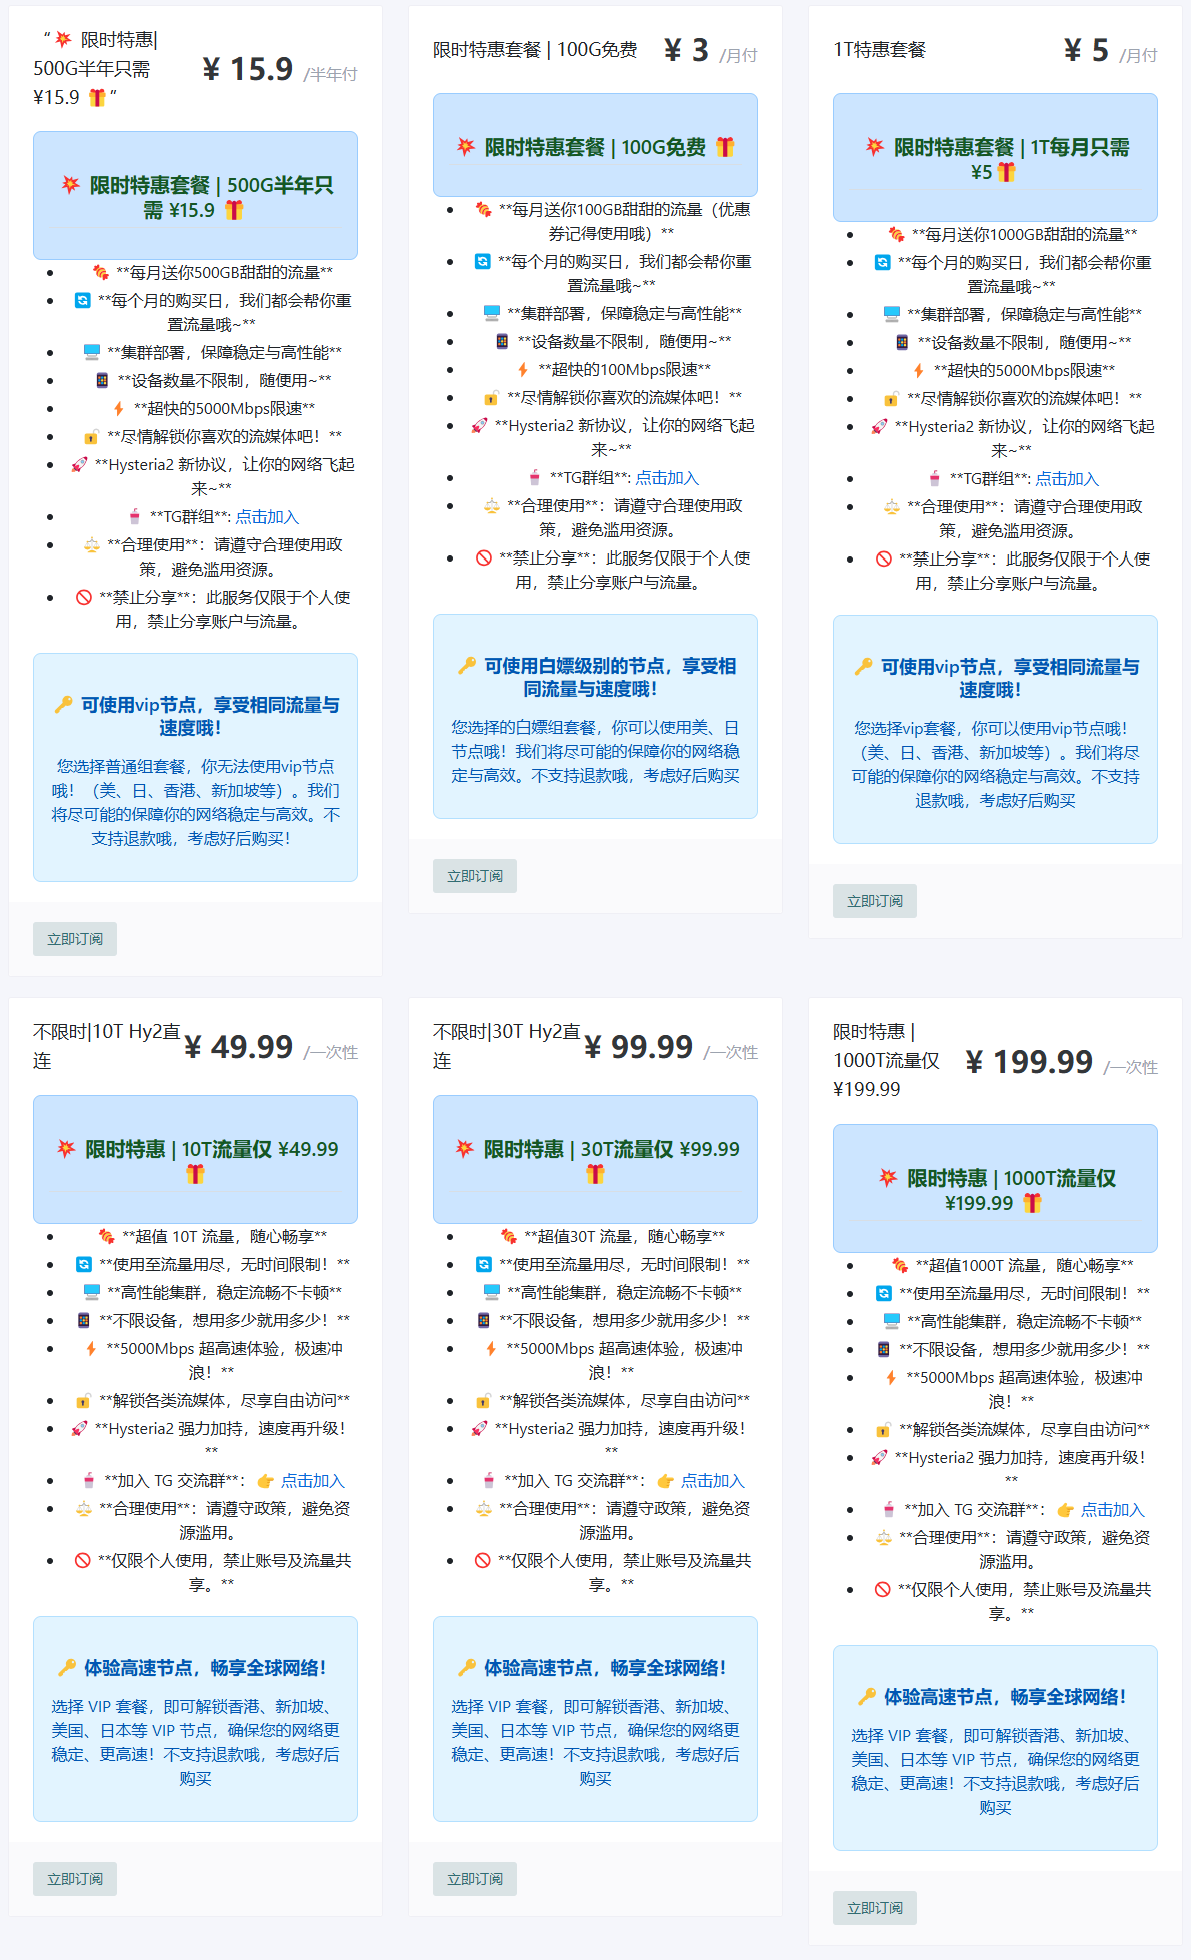 “💥 限时特惠|
500G半年只需
¥15.9 🎁”
¥ 15.9 /半年付
💥 限时特惠套餐 | 500G半年只
需 ¥15.9 🎁
🍬 **每月送你500GB甜甜的流量**
🔄 **每个月的购买日，我们都会帮你重
置流量哦~**
🖥️ **集群部署，保障稳定与高性能**
📱 **设备数量不限制，随便用~**
⚡ **超快的5000Mbps限速**
🔓 **尽情解锁你喜欢的流媒体吧！**
🚀 **Hysteria2 新协议，让你的网络飞起
来~**
🥤 **TG群组**: 点击加入
⚖️ **合理使用**：请遵守合理使用政
策，避免滥用资源。
🚫 **禁止分享**：此服务仅限于个人使
用，禁止分享账户与流量。
🔑 可使用vip节点，享受相同流量与
速度哦！
您选择普通组套餐，你无法使用vip节点
哦！（美、日、香港、新加坡等）。我们
将尽可能的保障你的网络稳定与高效。不
支持退款哦，考虑好后购买！
立即订阅
限时特惠套餐 | 100G免费
¥ 3 /月付
💥 限时特惠套餐 | 100G免费 🎁
🍬 **每月送你100GB甜甜的流量（优惠
券记得使用哦）**
🔄 **每个月的购买日，我们都会帮你重
置流量哦~**
🖥️ **集群部署，保障稳定与高性能**
📱 **设备数量不限制，随便用~**
⚡ **超快的100Mbps限速**
🔓 **尽情解锁你喜欢的流媒体吧！**
🚀 **Hysteria2 新协议，让你的网络飞起
来~**
🥤 **TG群组**: 点击加入
⚖️ **合理使用**：请遵守合理使用政
策，避免滥用资源。
🚫 **禁止分享**：此服务仅限于个人使
用，禁止分享账户与流量。
🔑 可使用白嫖级别的节点，享受相
同流量与速度哦！
您选择的白嫖组套餐，你可以使用美、日
节点哦！我们将尽可能的保障你的网络稳
定与高效。不支持退款哦，考虑好后购买
立即订阅
1T特惠套餐
¥ 5 /月付
💥 限时特惠套餐 | 1T每月只需
¥5 🎁
🍬 **每月送你1000GB甜甜的流量**
🔄 **每个月的购买日，我们都会帮你重
置流量哦~**
🖥️ **集群部署，保障稳定与高性能**
📱 **设备数量不限制，随便用~**
⚡ **超快的5000Mbps限速**
🔓 **尽情解锁你喜欢的流媒体吧！**
🚀 **Hysteria2 新协议，让你的网络飞起
来~**
🥤 **TG群组**: 点击加入
⚖️ **合理使用**：请遵守合理使用政
策，避免滥用资源。
🚫 **禁止分享**：此服务仅限于个人使
用，禁止分享账户与流量。
🔑 可使用vip节点，享受相同流量与
速度哦！
您选择vip套餐，你可以使用vip节点哦！
（美、日、香港、新加坡等）。我们将尽
可能的保障你的网络稳定与高效。不支持
退款哦，考虑好后购买
立即订阅
不限时|10T Hy2直
连
¥ 49.99 /一次性
💥 限时特惠 | 10T流量仅 ¥49.99
🎁
🍬 **超值 10T 流量，随心畅享**
🔄 **使用至流量用尽，无时间限制！**
🖥️ **高性能集群，稳定流畅不卡顿**
📱 **不限设备，想用多少就用多少！**
⚡ **5000Mbps 超高速体验，极速冲
浪！**
🔓 **解锁各类流媒体，尽享自由访问**
🚀 **Hysteria2 强力加持，速度再升级！
**
🥤 **加入 TG 交流群**：👉 点击加入
⚖️ **合理使用**：请遵守政策，避免资
源滥用。
🚫 **仅限个人使用，禁止账号及流量共
享。**
🔑 体验高速节点，畅享全球网络！
选择 VIP 套餐，即可解锁香港、新加坡、
美国、日本等 VIP 节点，确保您的网络更
稳定、更高速！不支持退款哦，考虑好后
购买
立即订阅
不限时|30T Hy2直
连
¥ 99.99 /一次性
💥 限时特惠 | 30T流量仅 ¥99.99
🎁
🍬 **超值30T 流量，随心畅享**
🔄 **使用至流量用尽，无时间限制！**
🖥️ **高性能集群，稳定流畅不卡顿**
📱 **不限设备，想用多少就用多少！**
⚡ **5000Mbps 超高速体验，极速冲
浪！**
🔓 **解锁各类流媒体，尽享自由访问**
🚀 **Hysteria2 强力加持，速度再升级！
**
🥤 **加入 TG 交流群**：👉 点击加入
⚖️ **合理使用**：请遵守政策，避免资
源滥用。
🚫 **仅限个人使用，禁止账号及流量共
享。**
🔑 体验高速节点，畅享全球网络！
选择 VIP 套餐，即可解锁香港、新加坡、
美国、日本等 VIP 节点，确保您的网络更
稳定、更高速！不支持退款哦，考虑好后
购买
立即订阅
限时特惠 |
1000T流量仅
¥199.99
¥ 199.99 /一次性
💥 限时特惠 | 1000T流量仅
¥199.99 🎁
🍬 **超值1000T 流量，随心畅享**
🔄 **使用至流量用尽，无时间限制！**
🖥️ **高性能集群，稳定流畅不卡顿**
📱 **不限设备，想用多少就用多少！**
⚡ **5000Mbps 超高速体验，极速冲
浪！**
🔓 **解锁各类流媒体，尽享自由访问**
🚀 **Hysteria2 强力加持，速度再升级！
**
🥤 **加入 TG 交流群**：👉 点击加入
⚖️ **合理使用**：请遵守政策，避免资
源滥用。
🚫 **仅限个人使用，禁止账号及流量共
享。**
🔑 体验高速节点，畅享全球网络！
选择 VIP 套餐，即可解锁香港、新加坡、
美国、日本等 VIP 节点，确保您的网络更
稳定、更高速！不支持退款哦，考虑好后
购买
立即订阅